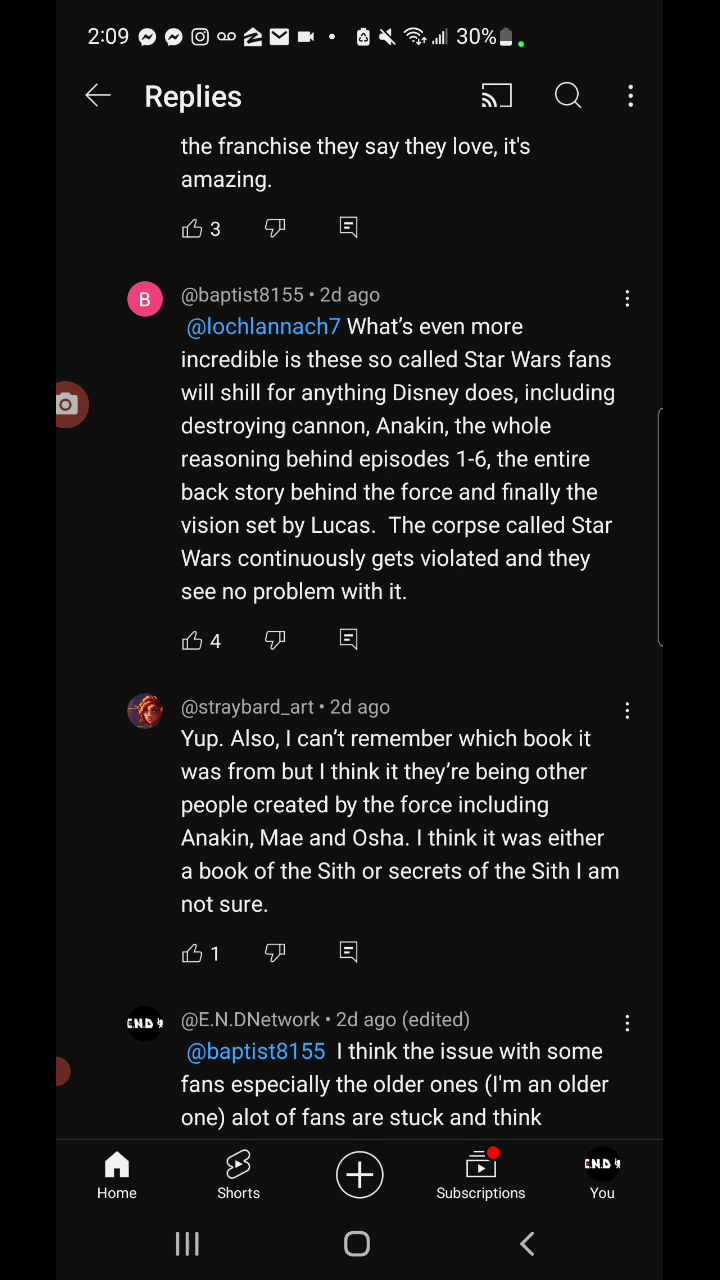 2:09
30%
Replies
the franchise they say they love, it's
amazing.
3
B
@baptist8155 • 2d ago
@lochlannach7 What's even more
incredible is these so called Star Wars fans
will shill for anything Disney does, including
destroying cannon, Anakin, the whole
reasoning behind episodes 1-6, the entire
back story behind the force and finally the
vision set by Lucas.  The corpse called Star
Wars continuously gets violated and they
see no problem with it.
4
@straybard_art • 2d ago
Yup. Also, I can't remember which book it
was from but I think it they're being other
people created by the force including
Anakin, Mae and Osha. I think it was either
a book of the Sith or secrets of the Sith I am
not sure.
1
@E.N.DNetwork • 2d ago (edited)
@baptist8155 I think the issue with some
fans especially the older ones (I'm an older
one) alot of fans are stuck and think
Home
Shorts
Subscriptions
You